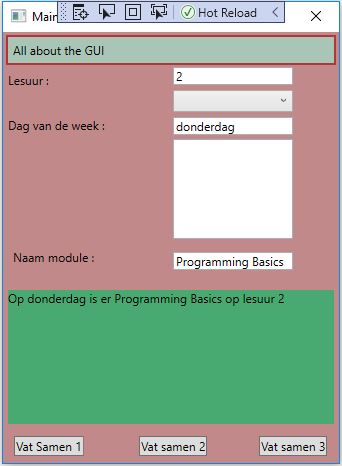 Main
Hot Reload
All about the GUI
Lesuur :
2
Dag van de week :
donderdag
Naam module :
Programming Basics
Op donderdag is er Programming Basics op lesuur 2
Vat Samen 1
Vat samen 2
Vat samen 3